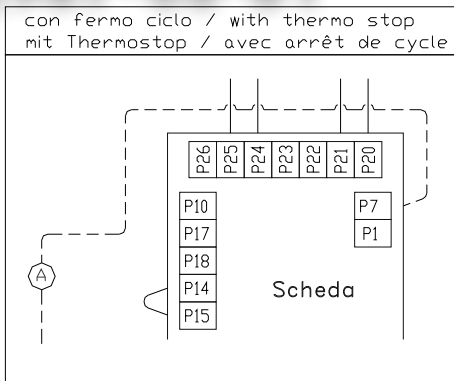 con fermo ciclo / with thermo stop
mit Thermostop / avec arrêt de cycle
P26 P25 P24 P23 P22 P21 P20
P10 P7
P17 P1
P18
P14 Scheda
P15
A